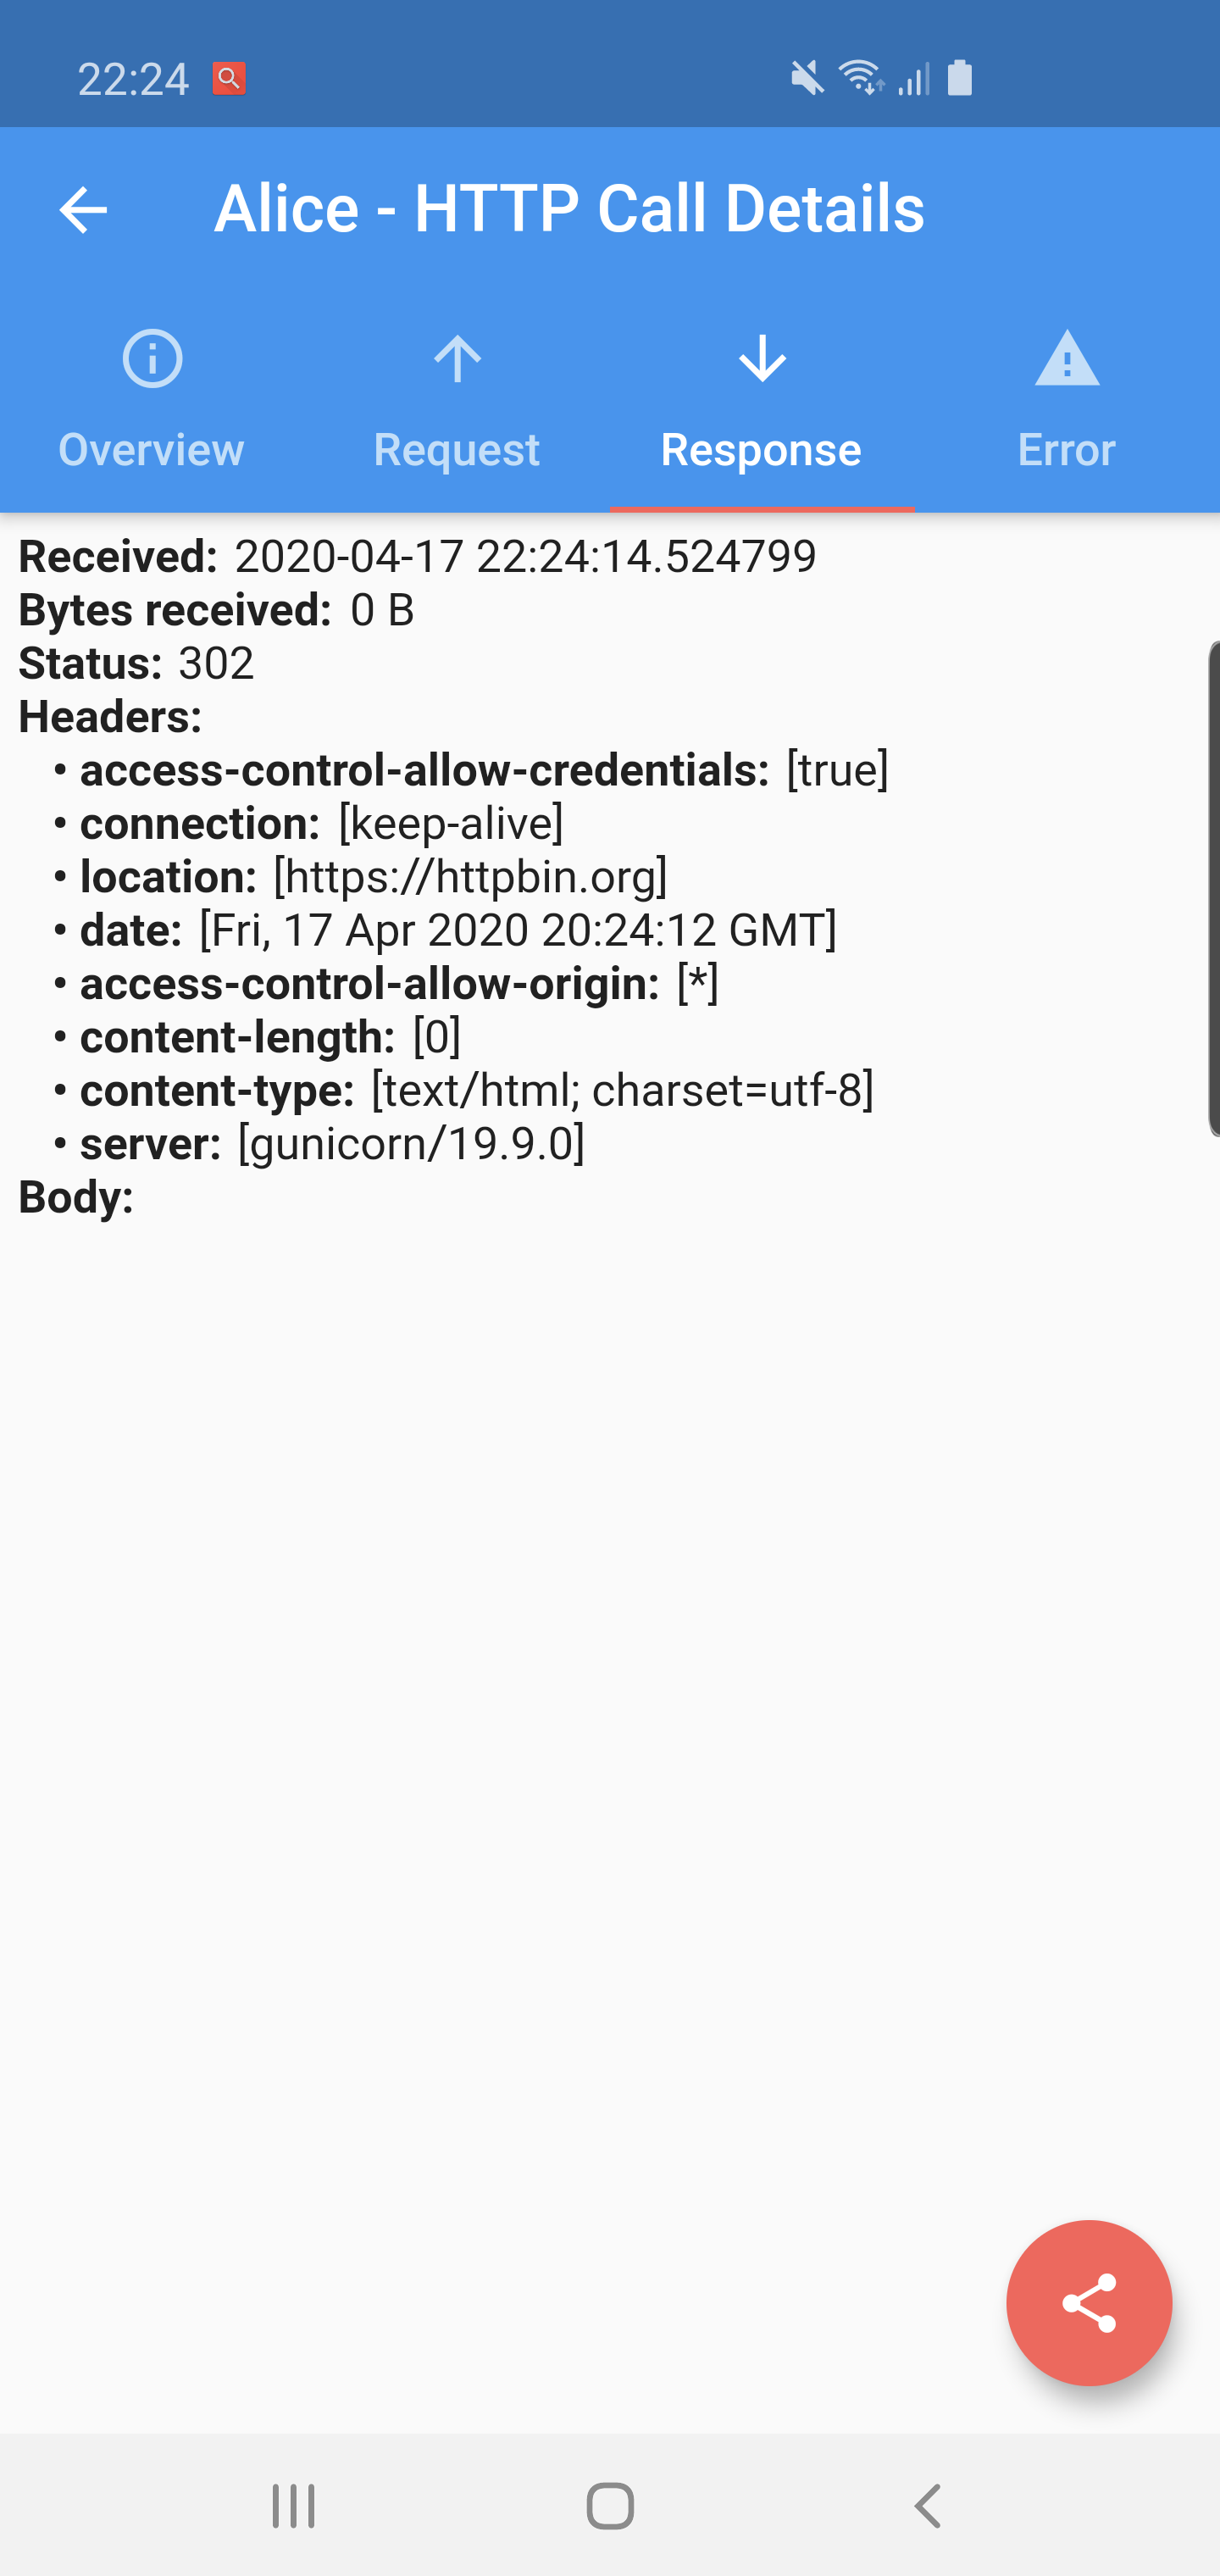 22:24
Alice - HTTP Call Details
Overview
Request
Response
Error
Received: 2020-04-17 22:24:14.524799
Bytes received: 0 B
Status: 302
Headers:
• access-control-allow-credentials: [true]
• connection: [keep-alive]
• location: [https://httpbin.org]
• date: [Fri, 17 Apr 2020 20:24:12 GMT]
• access-control-allow-origin: [*]
• content-length: [0]
• content-type: [text/html; charset=utf-8]
• server: [gunicorn/19.9.0]
Body: